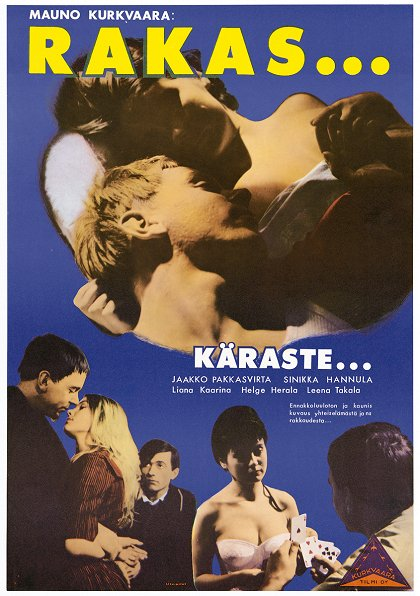 MAUNO KURKVAARA:
RAKAS...
KÄRASTE...
JAAKKO PAKKASVIRTA SINIKKA HANNULA
Liana Kaarina Helge Herala Leena Takala
Ennakkoluuloton ja kaunis
kuvaus yhteiselämästä ja
rakkaudesta...
KURKVAARA
FILMI OY